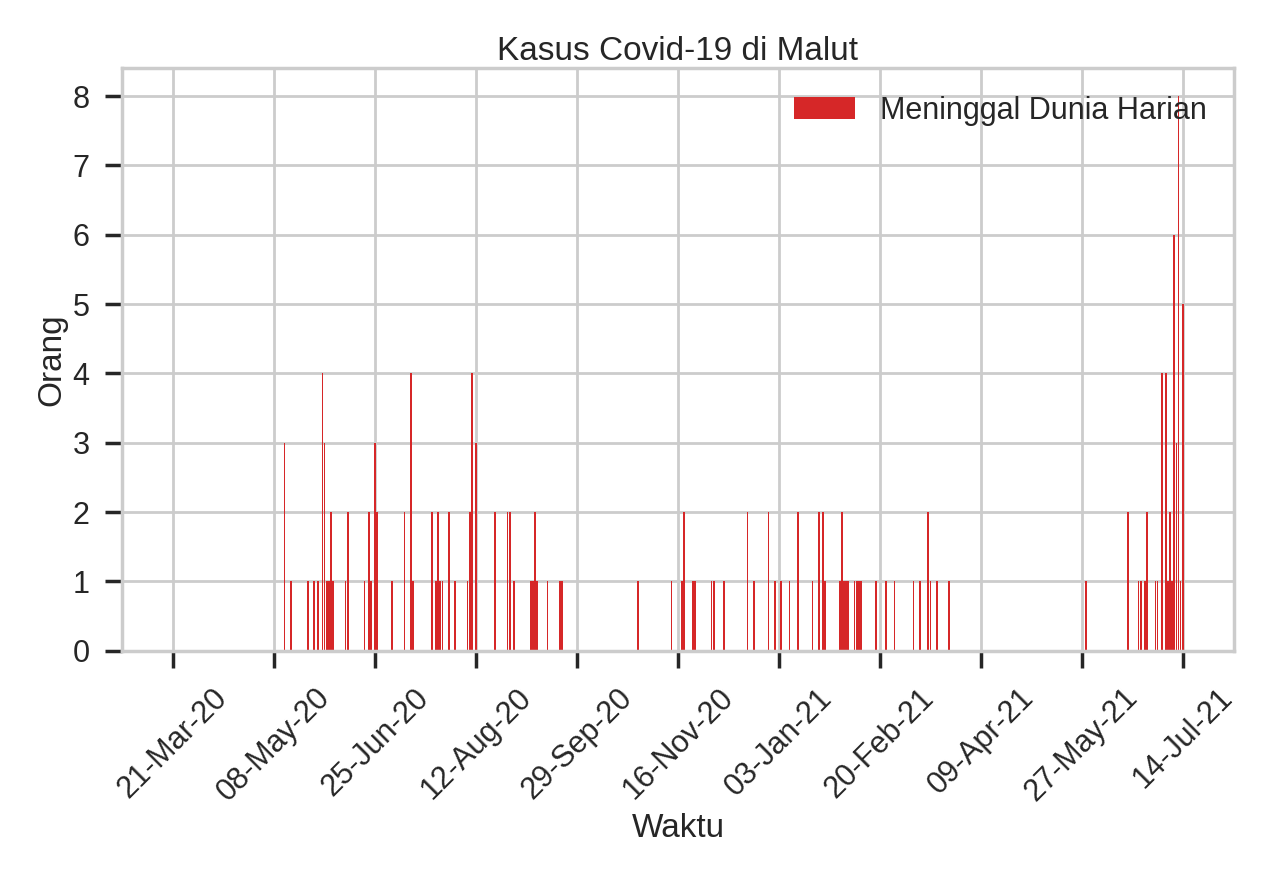 Kasus Covid-19 di Malut
Meninggal Dunia Harian
8
7
6
5
4
3
2
1
0
Orang
21-Mar-20
08-May-20
25-Jun-20
12-Aug-20
29-Sep-20
16-Nov-20
03-Jan-21
20-Feb-21
09-Apr-21
27-May-21
14-Jul-21
Waktu